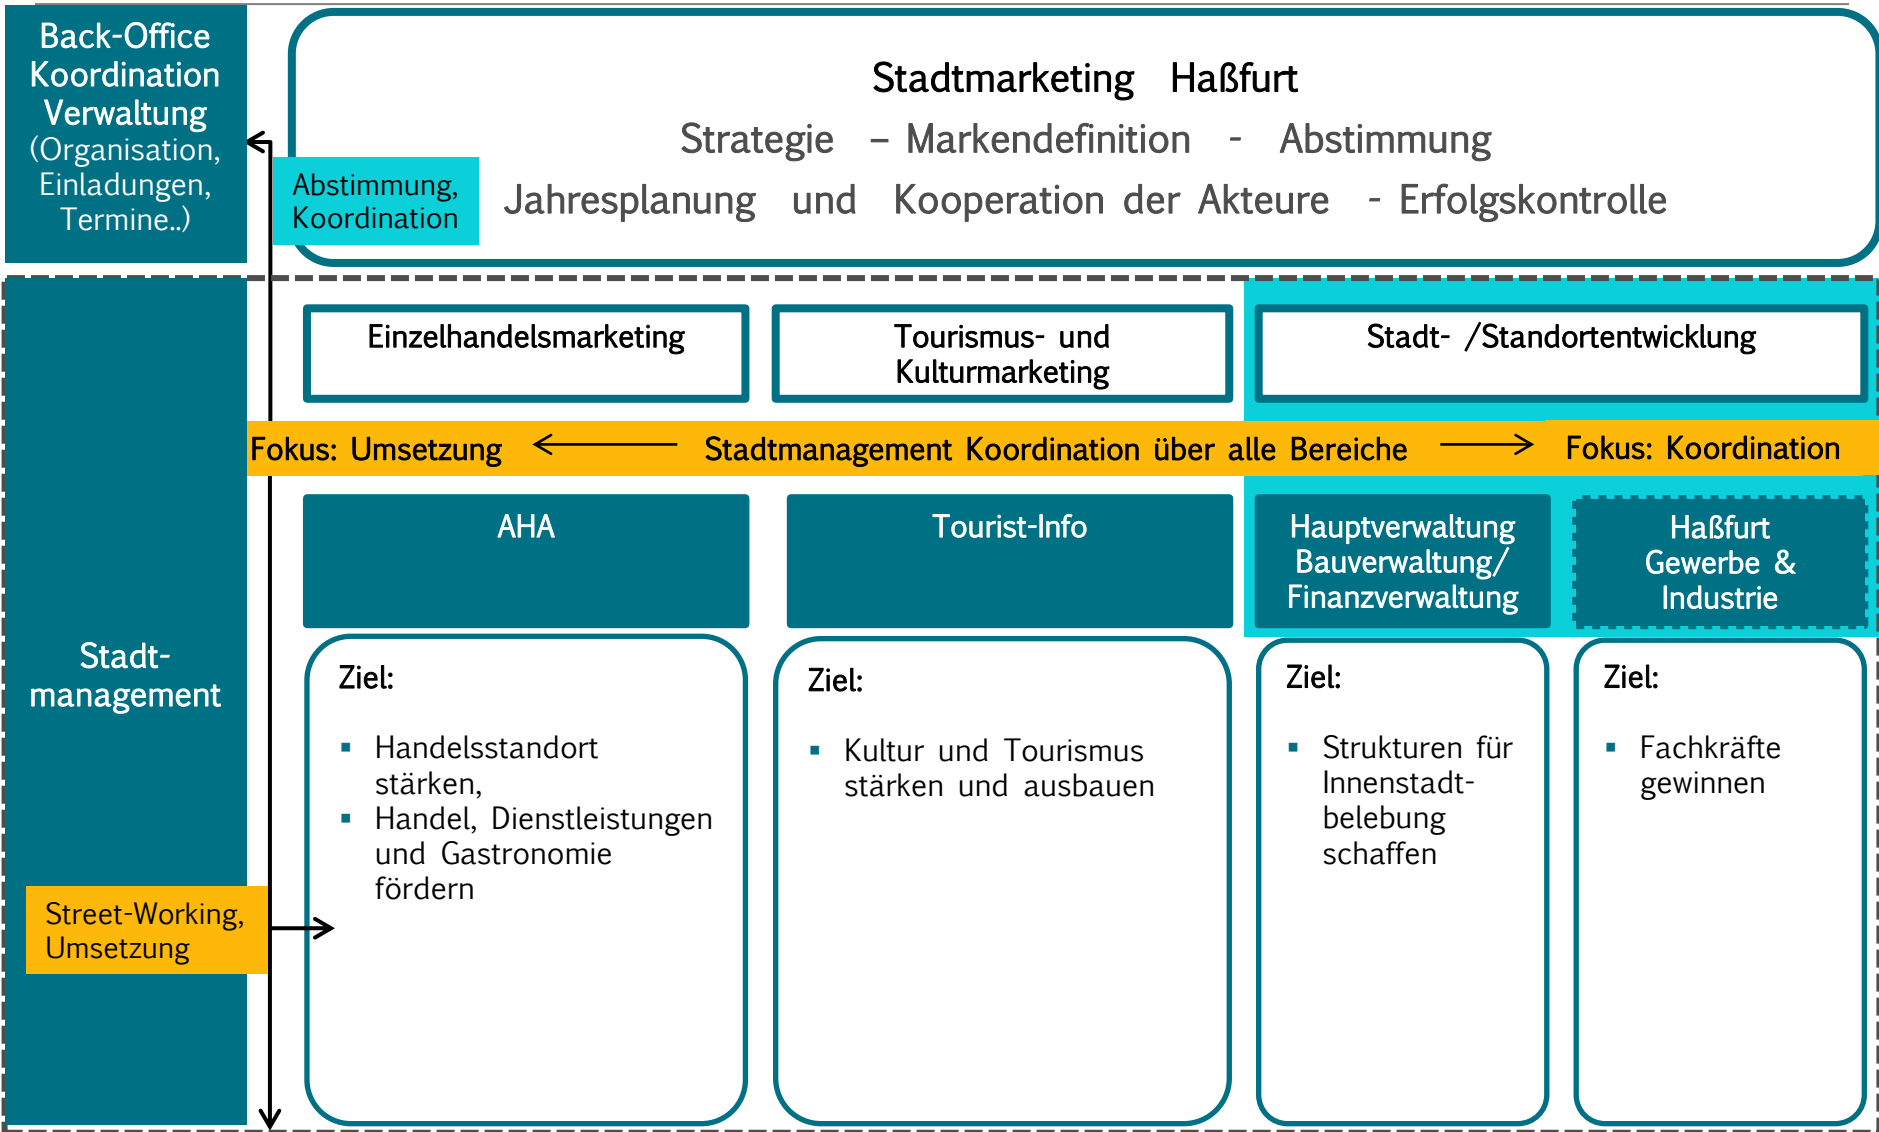 Back-Office
Koordination
Verwaltung
(Organisation,
Einladungen,
Termine..)
Stadtmarketing Haßfurt
Strategie – Markendefinition - Abstimmung
Jahresplanung und Kooperation der Akteure - Erfolgskontrolle
Abstimmung,
Koordination
Einzelhandelsmarketing
Tourismus- und
Kulturmarketing
Stadt- /Standortentwicklung
Fokus: Umsetzung
Stadtmanagement Koordination über alle Bereiche
Fokus: Koordination
AHA
Tourist-Info
Hauptverwaltung
Bauverwaltung/
Finanzverwaltung
Haßfurt
Gewerbe &
Industrie
Stadt-
management
Street-Working,
Umsetzung
Ziel:
▪ Handelsstandort
stärken,
▪ Handel, Dienstleistungen
und Gastronomie
fördern
Ziel:
▪ Kultur und Tourismus
stärken und ausbauen
Ziel:
▪ Strukturen für
Innenstadt-
belebung
schaffen
Ziel:
▪ Fachkräfte
gewinnen